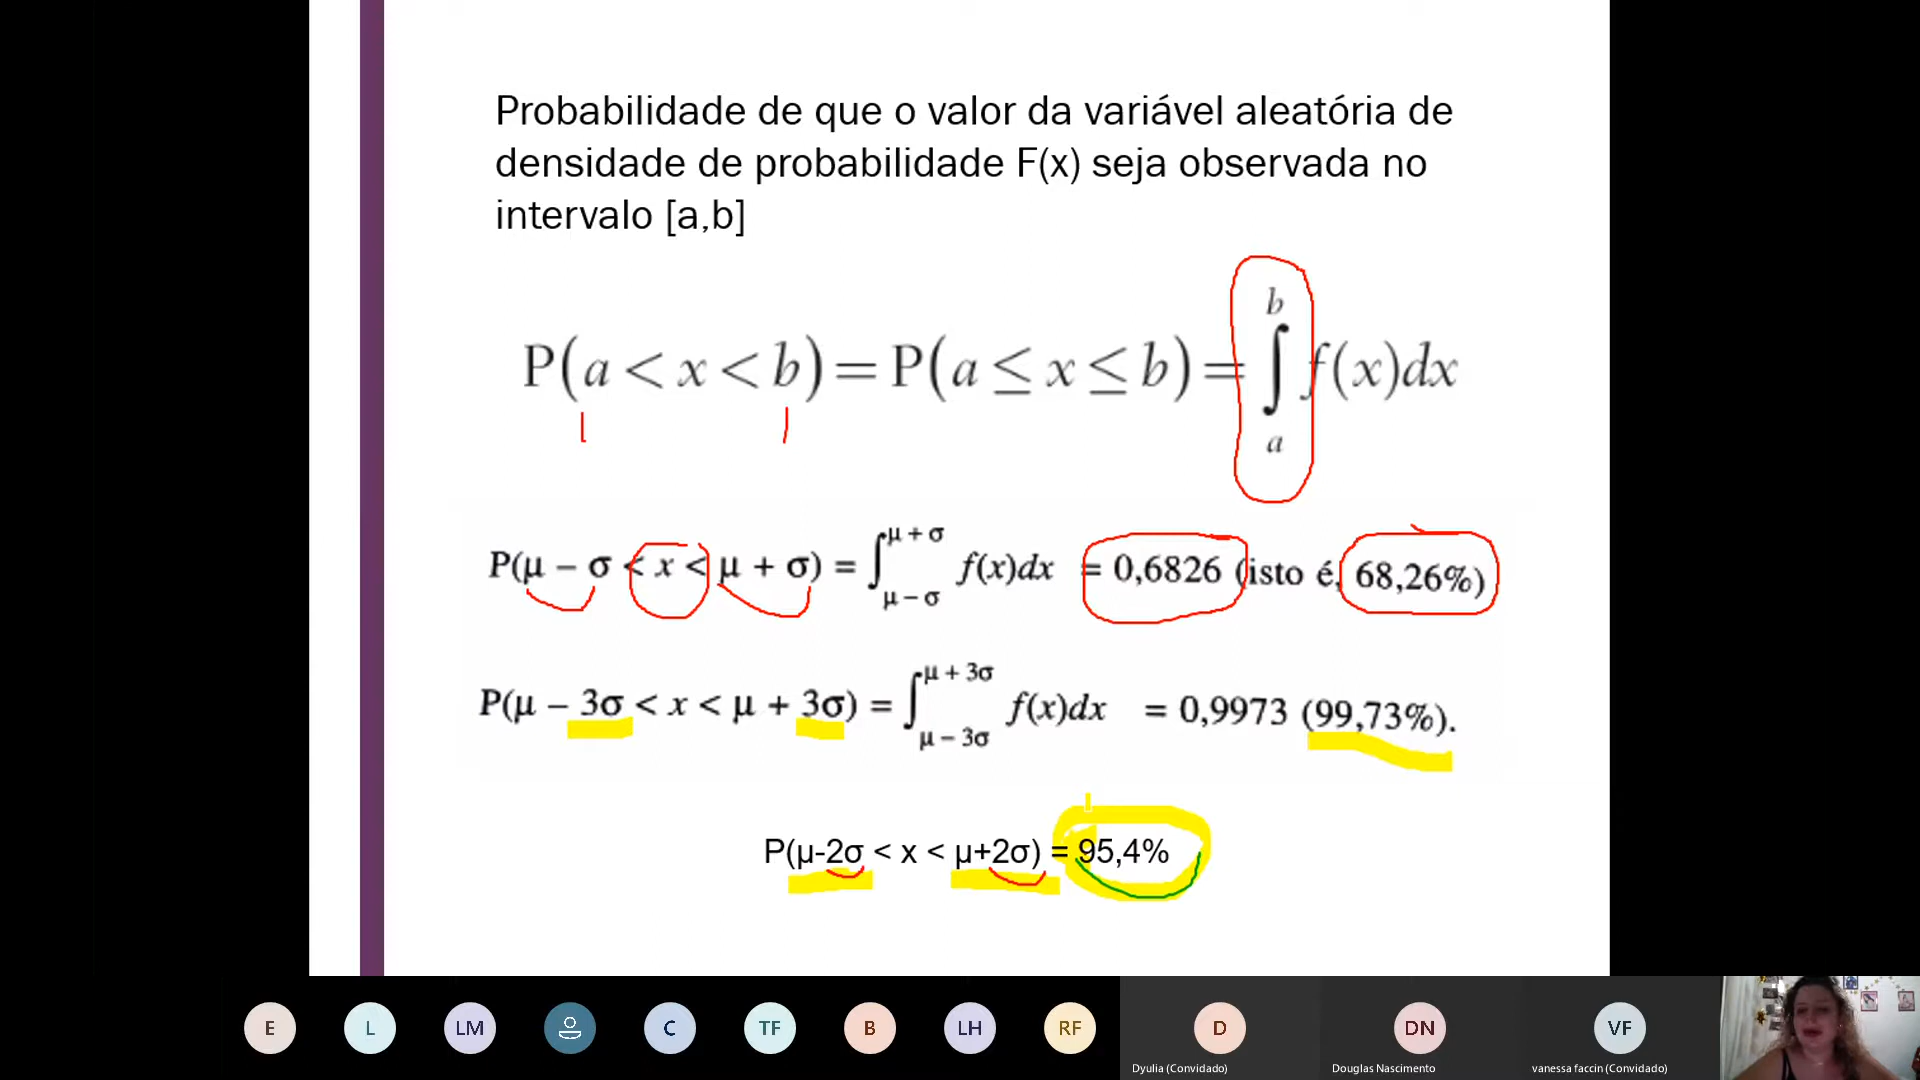 Probabilidade de que o valor da variável aleatória de
densidade de probabilidade F(x) seja observada no
intervalo [a,b]
P(a < x < b) = P(a ≤ x ≤ b) = ∫ₐᵇ f(x)dx
P(μ − σ < x < μ + σ) = ∫_{μ − σ}^{μ + σ} f(x)dx = 0,6826 (isto é, 68,26%)
P(μ − 3σ < x < μ + 3σ) = ∫_{μ − 3σ}^{μ + 3σ} f(x)dx = 0,9973 (99,73%).
P(μ-2σ < x < μ+2σ) = 95,4%
E L LM C TF B LH RF D DN VF
Dyulia (Convidado) Douglas Nascimento vanessa faccin (Convidado)